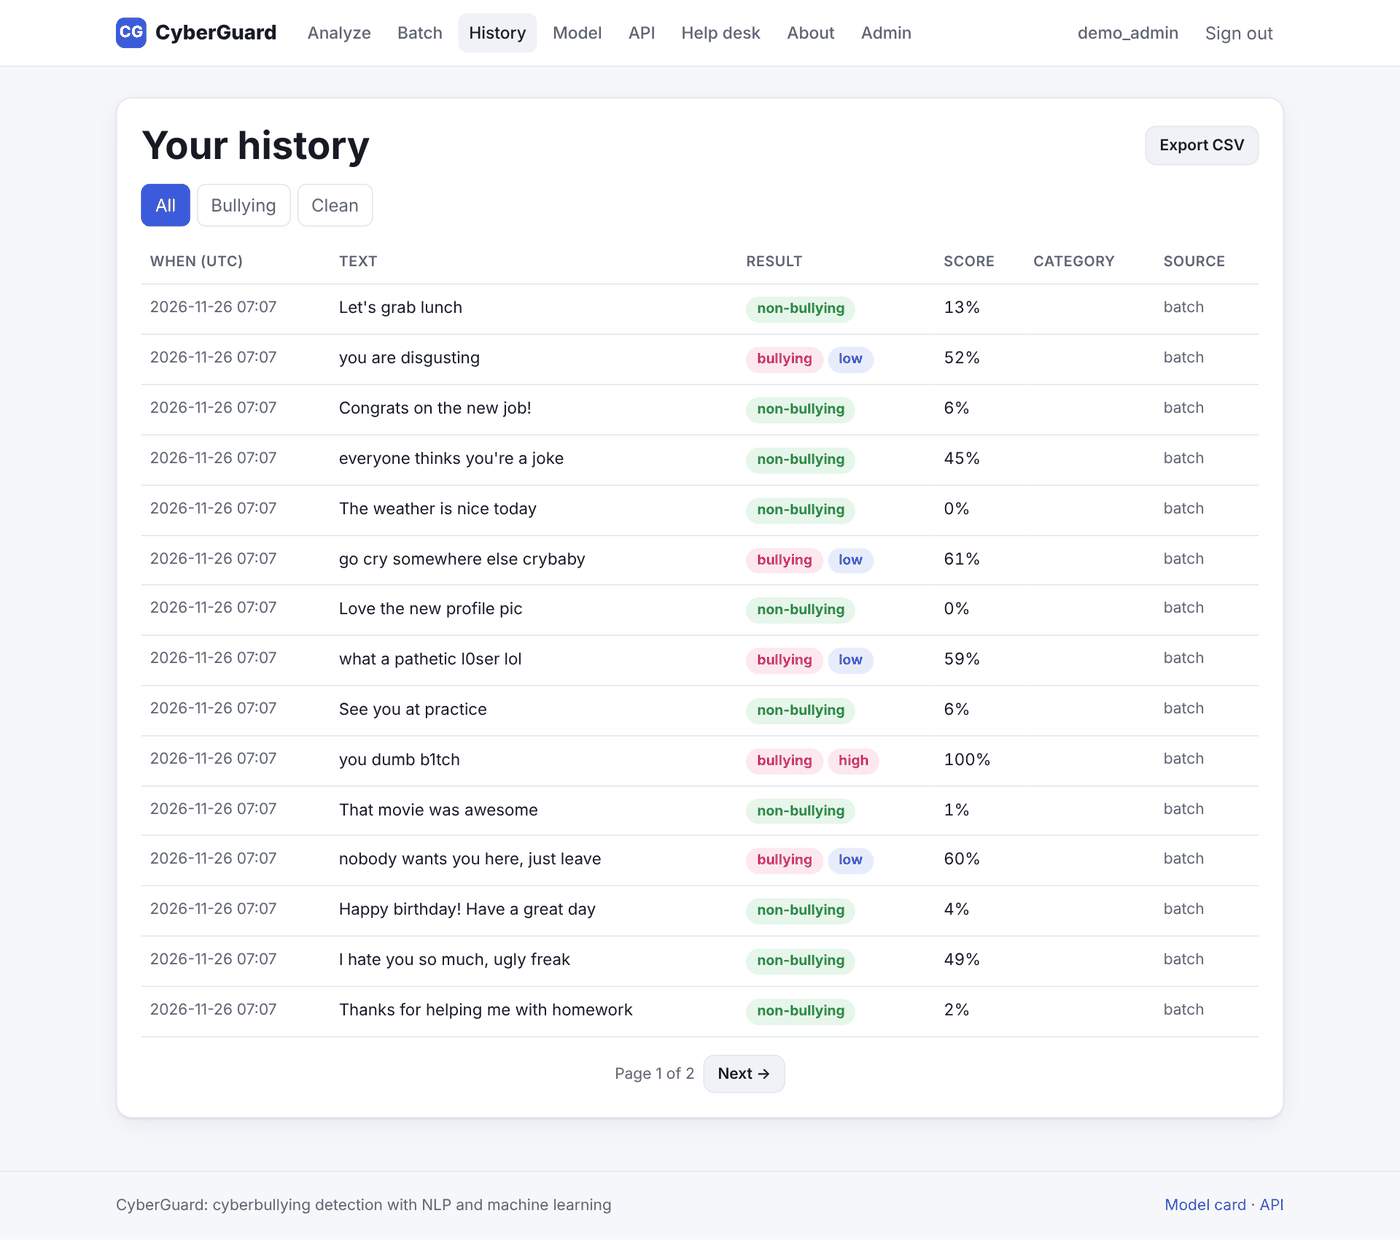 CG CyberGuard Analyze Batch History Model API Help desk About Admin demo_admin Sign out
Your history Export CSV
All Bullying Clean
WHEN (UTC) TEXT RESULT SCORE CATEGORY SOURCE
2026-11-26 07:07 Let's grab lunch non-bullying 13% batch
2026-11-26 07:07 you are disgusting bullying low 52% batch
2026-11-26 07:07 Congrats on the new job! non-bullying 6% batch
2026-11-26 07:07 everyone thinks you're a joke non-bullying 45% batch
2026-11-26 07:07 The weather is nice today non-bullying 0% batch
2026-11-26 07:07 go cry somewhere else crybaby bullying low 61% batch
2026-11-26 07:07 Love the new profile pic non-bullying 0% batch
2026-11-26 07:07 what a pathetic l0ser lol bullying low 59% batch
2026-11-26 07:07 See you at practice non-bullying 6% batch
2026-11-26 07:07 you dumb b1tch bullying high 100% batch
2026-11-26 07:07 That movie was awesome non-bullying 1% batch
2026-11-26 07:07 nobody wants you here, just leave bullying low 60% batch
2026-11-26 07:07 Happy birthday! Have a great day non-bullying 4% batch
2026-11-26 07:07 I hate you so much, ugly freak non-bullying 49% batch
2026-11-26 07:07 Thanks for helping me with homework non-bullying 2% batch
Page 1 of 2 Next →
CyberGuard: cyberbullying detection with NLP and machine learning Model card · API